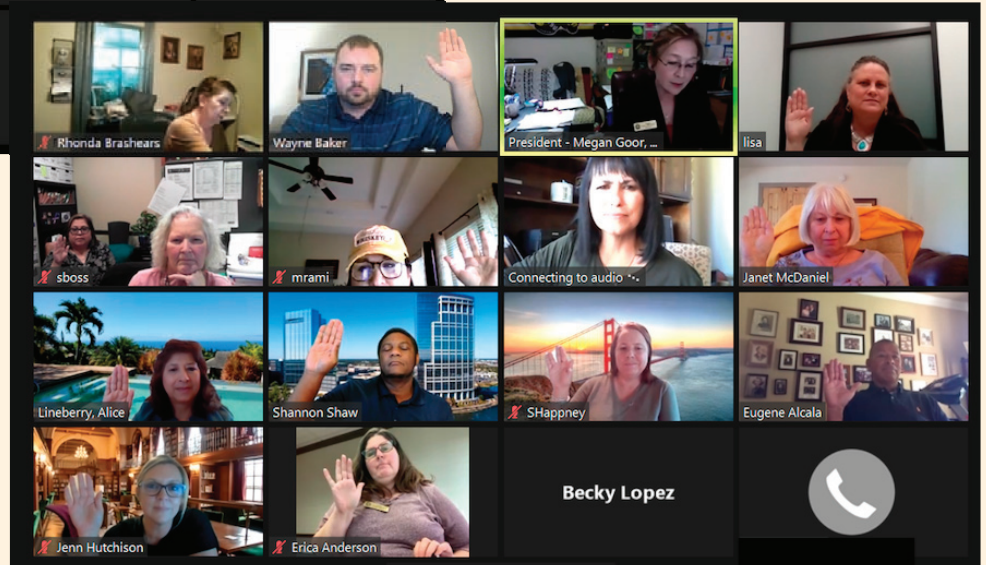 Rhonda Brashears
Wayne Baker
President - Megan Goor, ...
lisa
sboss
mrami
Connecting to audio
Janet McDaniel
Lineberry, Alice
Shannon Shaw
SHappney
Eugene Alcala
Jenn Hutchison
Erica Anderson
Becky Lopez